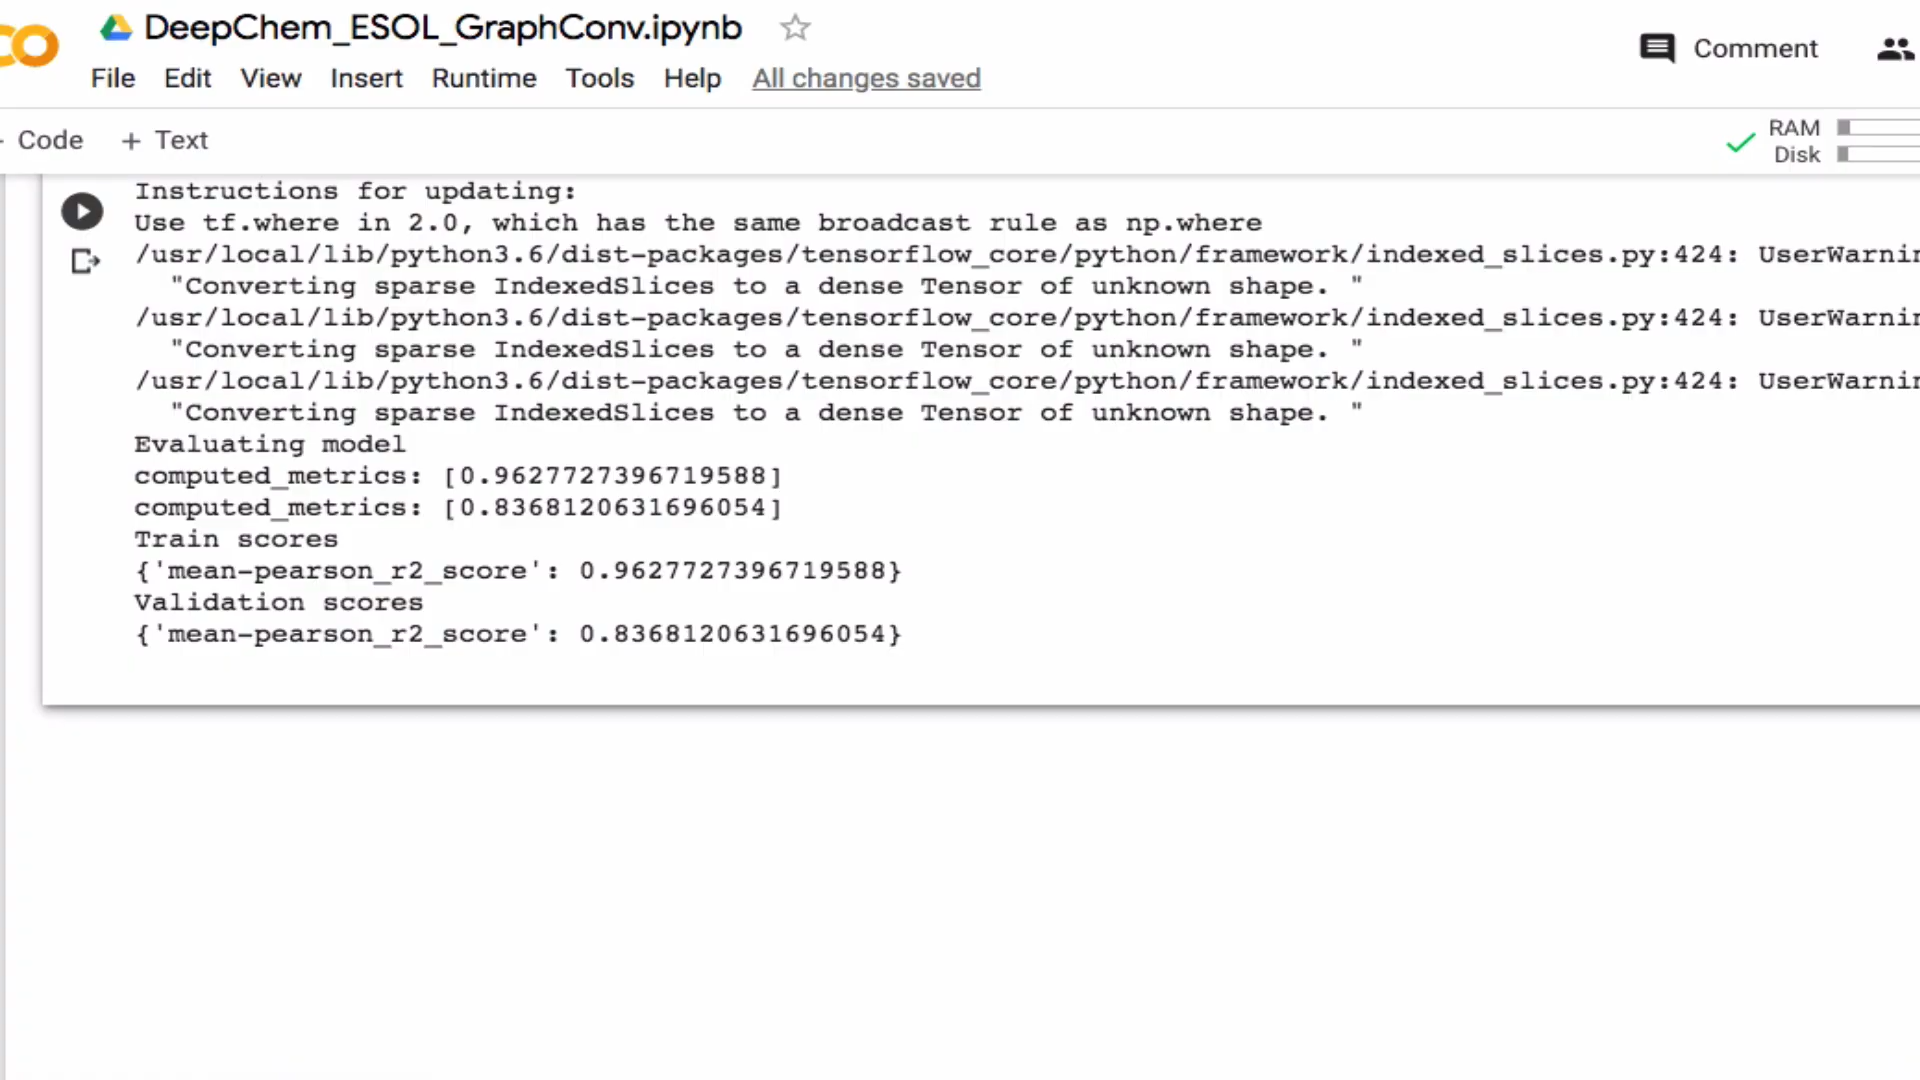 DeepChem_ESOL_GraphConv.ipynb
File Edit View Insert Runtime Tools Help All changes saved
Comment
Code + Text
RAM
Disk
Instructions for updating:
Use tf.where in 2.0, which has the same broadcast rule as np.where
/usr/local/lib/python3.6/dist-packages/tensorflow_core/python/framework/indexed_slices.py:424: UserWarnin
"Converting sparse IndexedSlices to a dense Tensor of unknown shape. "
/usr/local/lib/python3.6/dist-packages/tensorflow_core/python/framework/indexed_slices.py:424: UserWarnin
"Converting sparse IndexedSlices to a dense Tensor of unknown shape. "
/usr/local/lib/python3.6/dist-packages/tensorflow_core/python/framework/indexed_slices.py:424: UserWarnin
"Converting sparse IndexedSlices to a dense Tensor of unknown shape. "
Evaluating model
computed_metrics: [0.9627727396719588]
computed_metrics: [0.8368120631696054]
Train scores
{'mean-pearson_r2_score': 0.9627727396719588}
Validation scores
{'mean-pearson_r2_score': 0.8368120631696054}